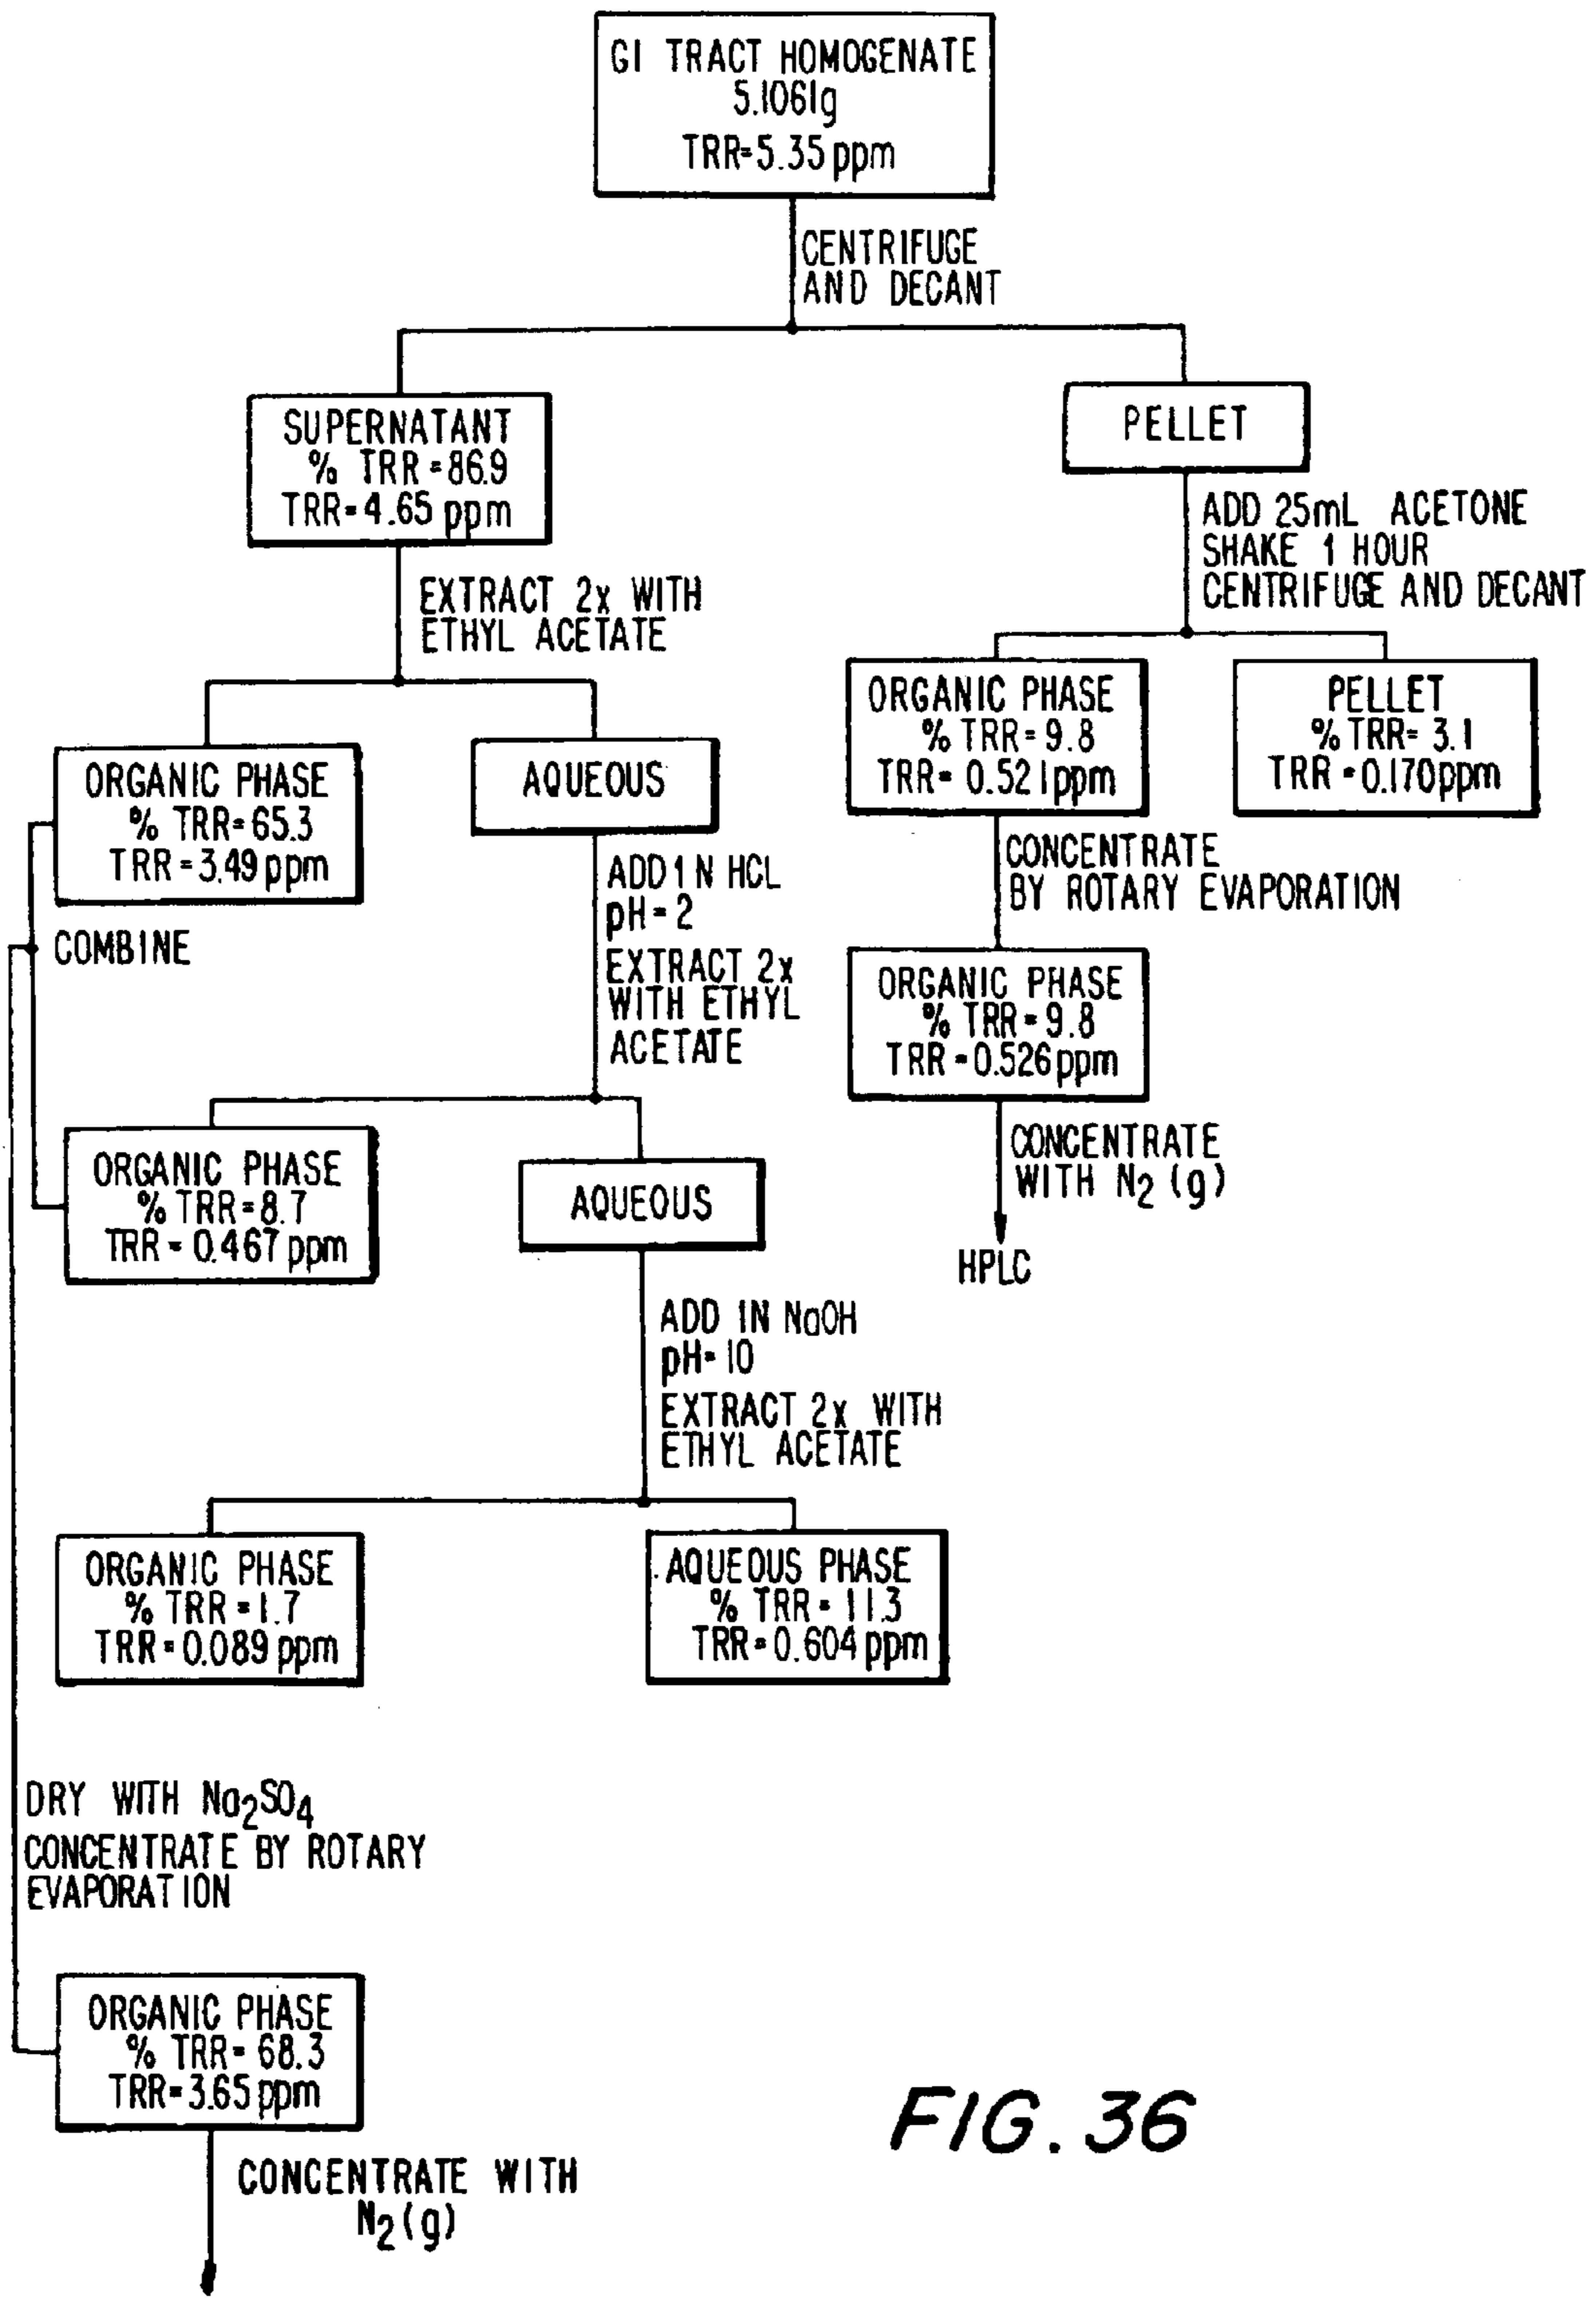 GI TRACT HOMOGENATE
5.1061g
TRR=5.35 ppm
CENTRIFUGE
AND DECANT
SUPERNATANT
% TRR=86.9
TRR=4.65 ppm
PELLET
ADD 25mL ACETONE
SHAKE 1 HOUR
CENTRIFUGE AND DECANT
EXTRACT 2x WITH
ETHYL ACETATE
ORGANIC PHASE
% TRR=9.8
TRR=0.521ppm
PELLET
% TRR=3.1
TRR=0.170ppm
ORGANIC PHASE
% TRR=65.3
TRR=3.49 ppm
AQUEOUS
COMBINE
ADD 1 N HCL
pH=2
EXTRACT 2x
WITH ETHYL
ACETATE
CONCENTRATE
BY ROTARY EVAPORATION
ORGANIC PHASE
% TRR=9.8
TRR=0.526ppm
CONCENTRATE
WITH N2 (g)
HPLC
ORGANIC PHASE
% TRR=8.7
TRR=0.467 ppm
AQUEOUS
ADD 1N NaOH
pH=10
EXTRACT 2x WITH
ETHYL ACETATE
ORGANIC PHASE
% TRR=1.7
TRR=0.089 ppm
AQUEOUS PHASE
% TRR=11.3
TRR=0.604 ppm
DRY WITH Na2SO4
CONCENTRATE BY ROTARY
EVAPORATION
ORGANIC PHASE
% TRR=68.3
TRR=3.65 ppm
CONCENTRATE WITH
N2(g)
FIG. 36